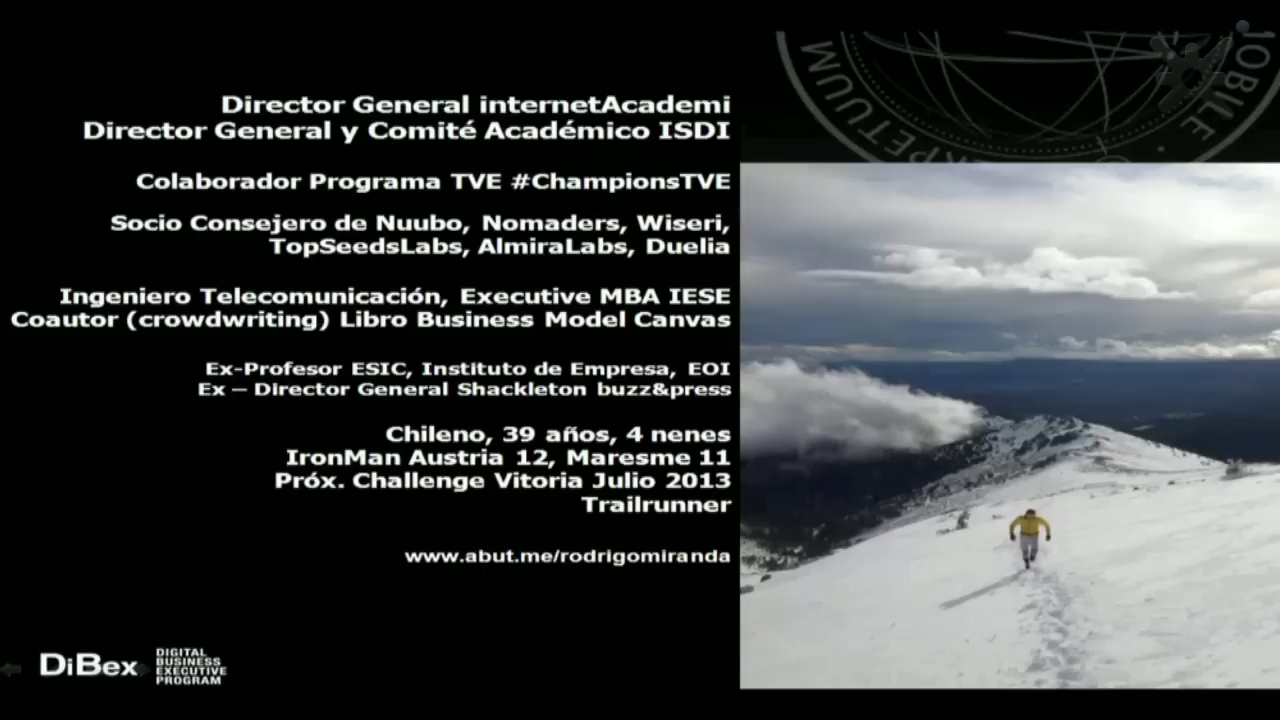 Director General internetAcademi
Director General y Comité Académico ISDI
Colaborador Programa TVE #ChampionsTVE
Socio Consejero de Nuubo, Nomaders, Wiseri,
TopSeedsLabs, AlmiraLabs, Duelia
Ingeniero Telecomunicación, Executive MBA IESE
Coautor (crowdwriting) Libro Business Model Canvas
Ex-Profesor ESIC, Instituto de Empresa, EOI
Ex – Director General Shackleton buzz&press
Chileno, 39 años, 4 nenes
IronMan Austria 12, Maresme 11
Próx. Challenge Vitoria Julio 2013
Trailrunner
www.abut.me/rodrigomiranda
DiBex
DIGITAL
BUSINESS
EXECUTIVE
PROGRAM